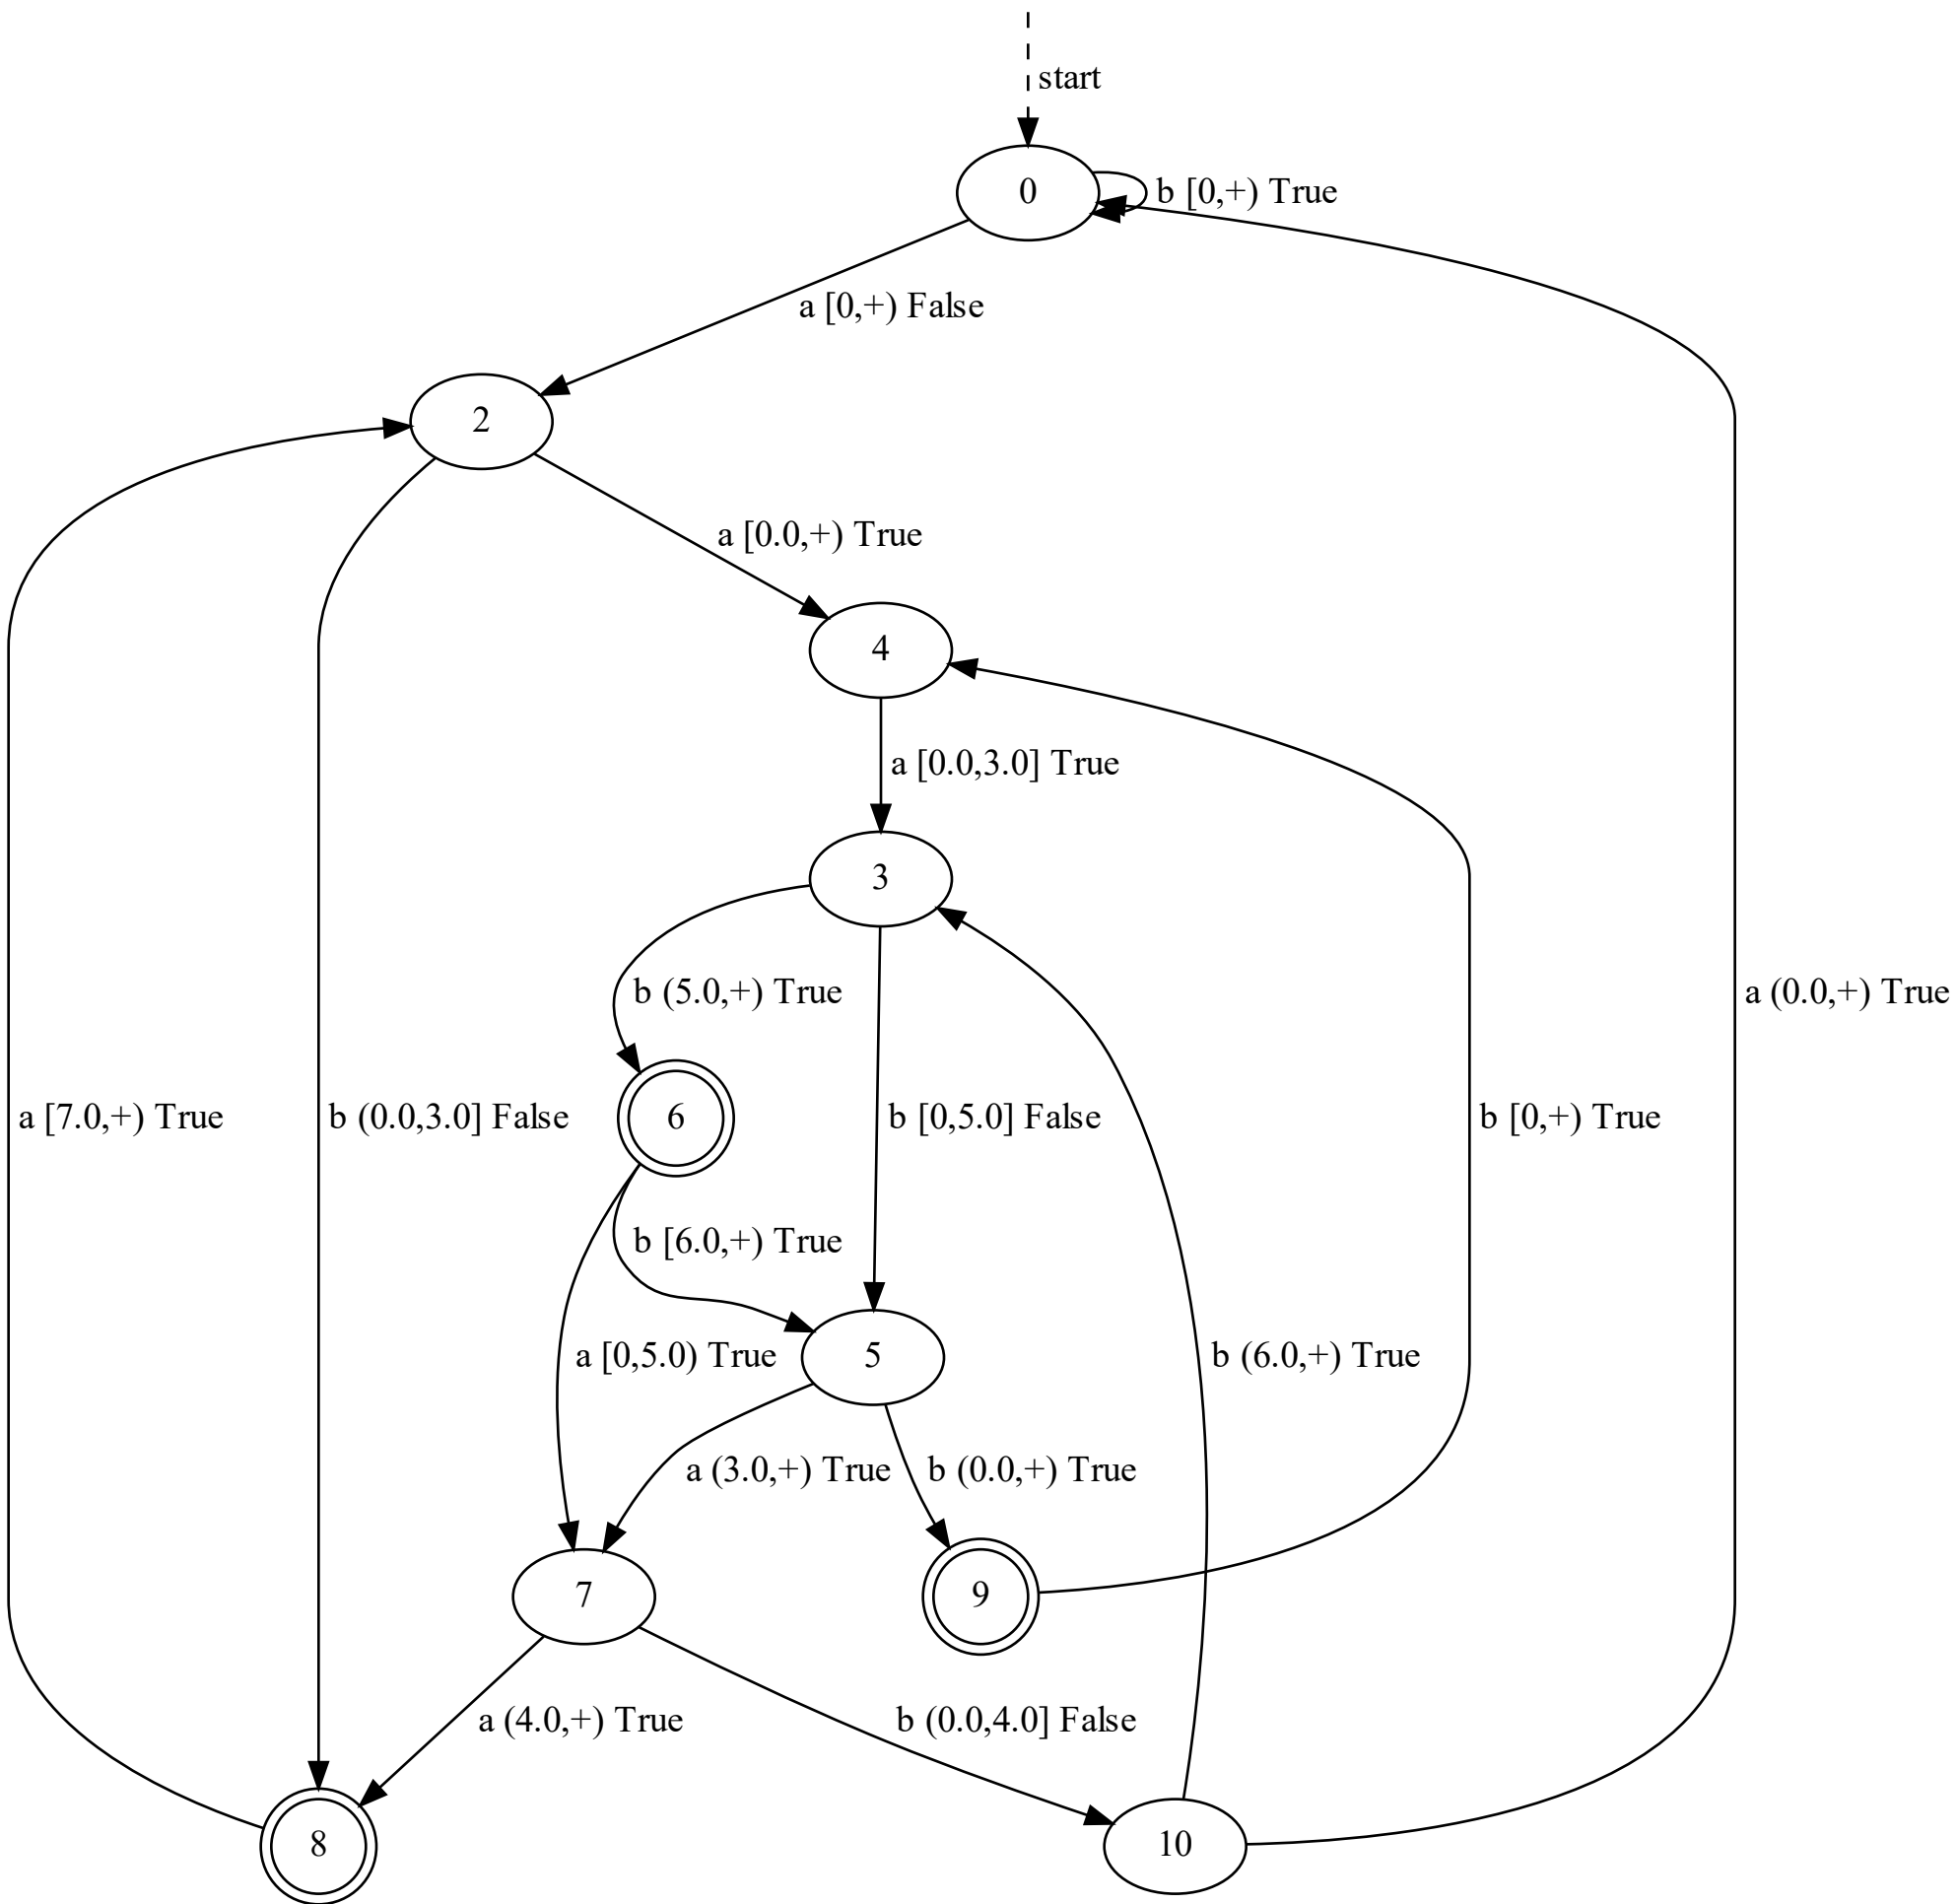 start
0
b [0,+) True
a [0,+) False
2
a [0.0,+) True
4
a [0.0,3.0] True
3
b (5.0,+) True
a (0.0,+) True
6
a [7.0,+) True
b (0.0,3.0] False
b [0,5.0] False
b [0,+) True
b [6.0,+) True
a [0,5.0) True
5
b (6.0,+) True
a (3.0,+) True
b (0.0,+) True
7
9
a (4.0,+) True
b (0.0,4.0] False
8
10